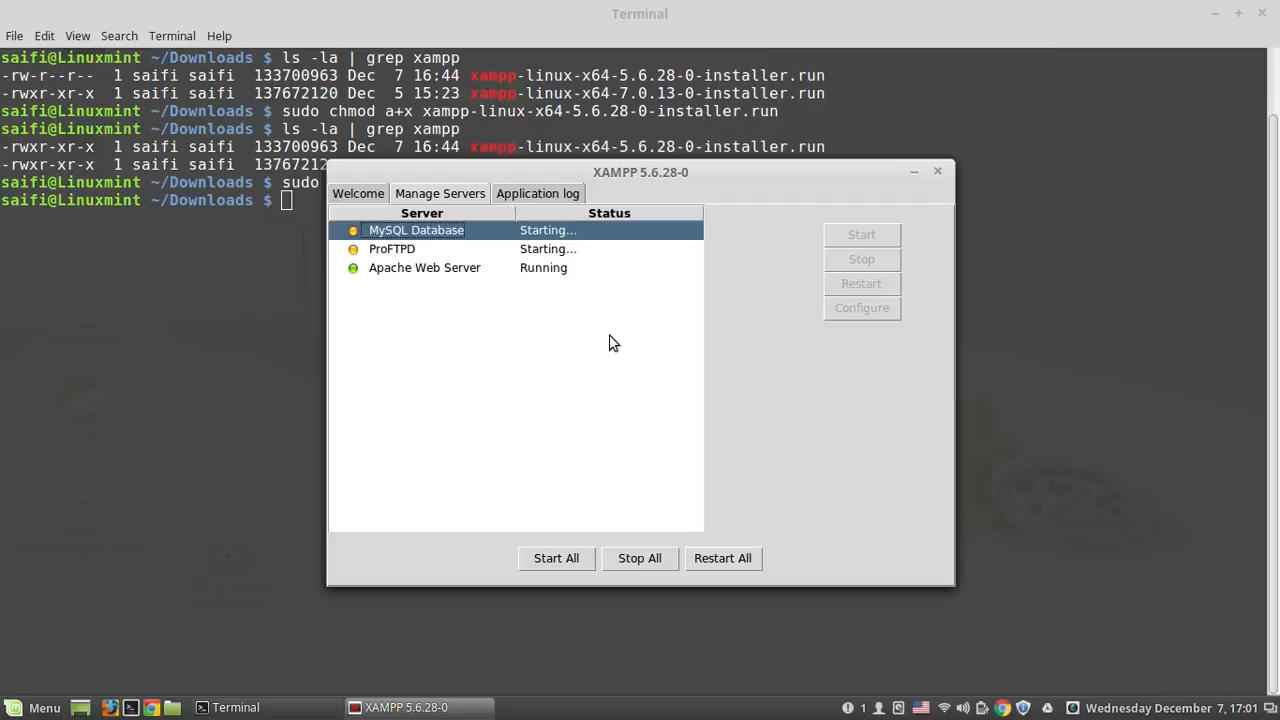 Terminal
File Edit View Search Terminal Help
saifi@Linuxmint ~/Downloads $ ls -la | grep xampp
-rw-r--r-- 1 saifi saifi 133700963 Dec 7 16:44 xampp-linux-x64-5.6.28-0-installer.run
-rwxr-xr-x 1 saifi saifi 137672120 Dec 5 15:23 xampp-linux-x64-7.0.13-0-installer.run
saifi@Linuxmint ~/Downloads $ sudo chmod a+x xampp-linux-x64-5.6.28-0-installer.run
saifi@Linuxmint ~/Downloads $ ls -la | grep xampp
-rwxr-xr-x 1 saifi saifi 133700963 Dec 7 16:44 xampp-linux-x64-5.6.28-0-installer.run
-rwxr-xr-x 1 saifi saifi 1376721
saifi@Linuxmint ~/Downloads $ sudo
saifi@Linuxmint ~/Downloads $
XAMPP 5.6.28-0
Welcome Manage Servers Application log
Server Status
MySQL Database Starting...
ProFTPD Starting...
Apache Web Server Running
Start
Stop
Restart
Configure
Start All Stop All Restart All
Menu Terminal XAMPP 5.6.28-0 1 Wednesday December 7, 17:01